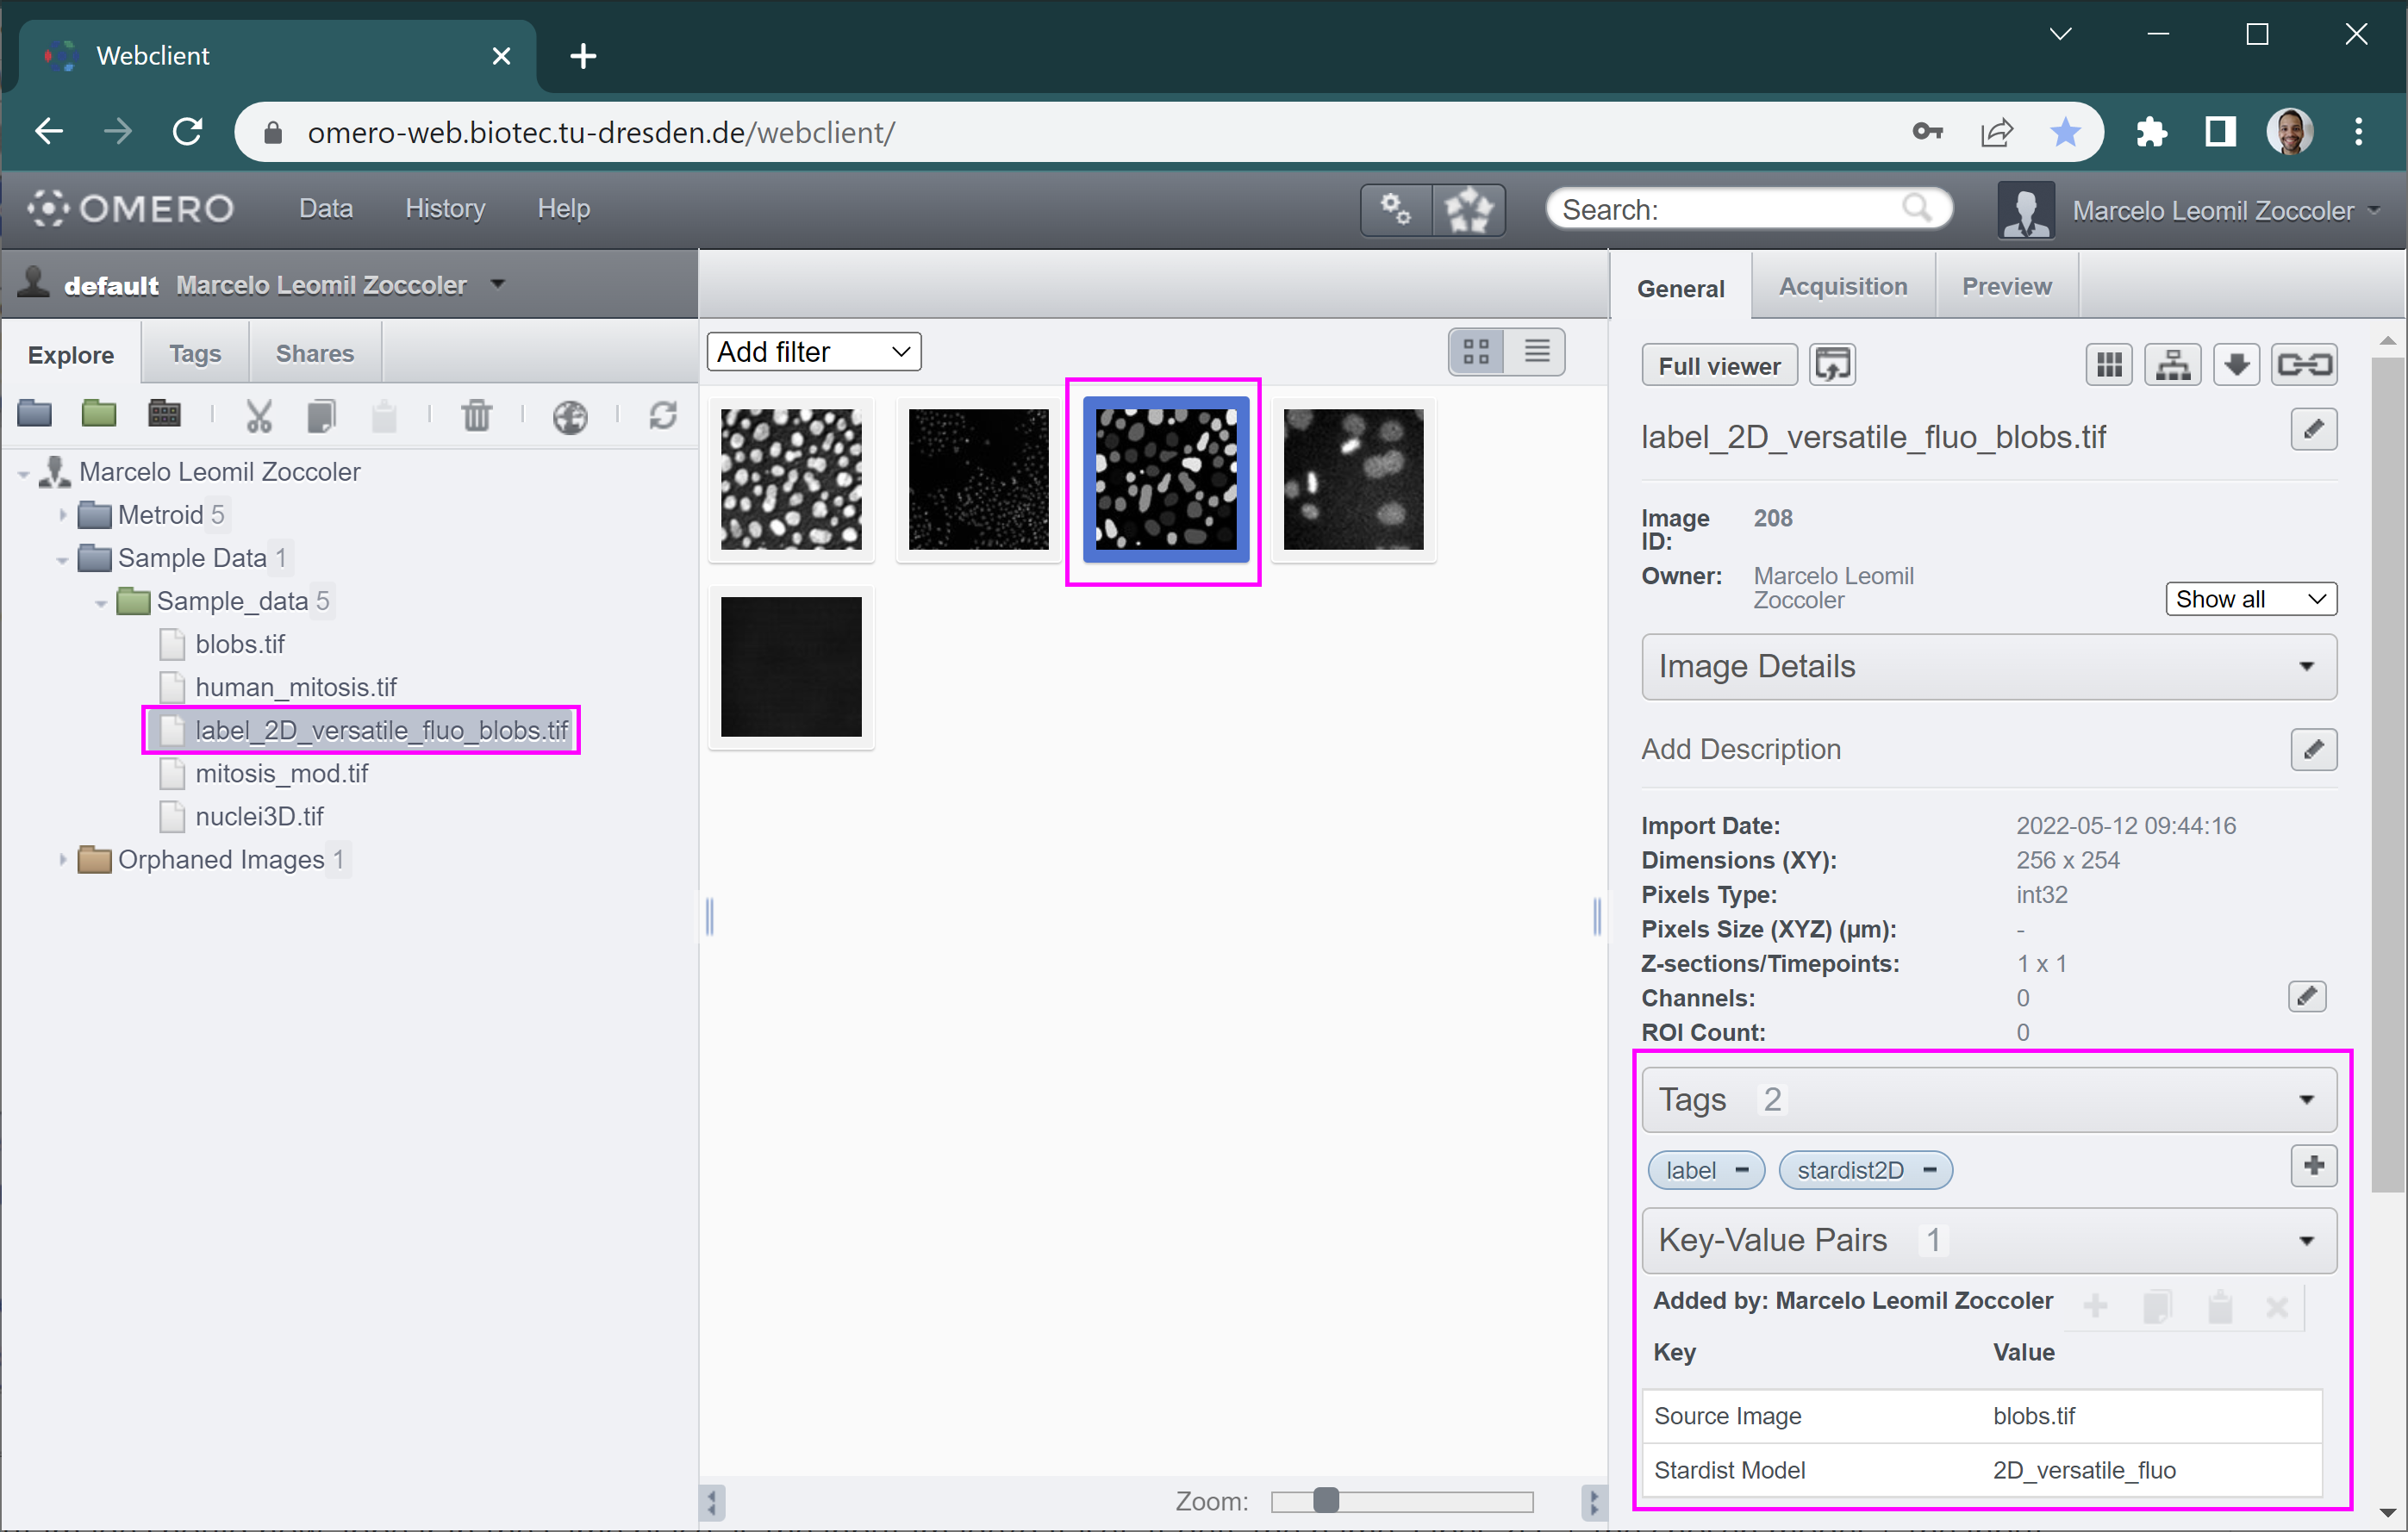 Webclient
omero-web.biotec.tu-dresden.de/webclient/
OMERO Data History Help Search: Marcelo Leomil Zoccoler
default Marcelo Leomil Zoccoler
Explore Tags Shares
Marcelo Leomil Zoccoler
Metroid 5
Sample Data 1
Sample_data 5
blobs.tif
human_mitosis.tif
label_2D_versatile_fluo_blobs.tif
mitosis_mod.tif
nuclei3D.tif
Orphaned Images 1
Add filter
Zoom:
General Acquisition Preview
Full viewer
label_2D_versatile_fluo_blobs.tif
Image ID: 208
Owner: Marcelo Leomil Zoccoler
Show all
Image Details
Add Description
Import Date: 2022-05-12 09:44:16
Dimensions (XY): 256 x 254
Pixels Type: int32
Pixels Size (XYZ) (µm): -
Z-sections/Timepoints: 1 x 1
Channels: 0
ROI Count: 0
Tags 2
label - stardist2D -
Key-Value Pairs 1
Added by: Marcelo Leomil Zoccoler
Key Value
Source Image blobs.tif
Stardist Model 2D_versatile_fluo